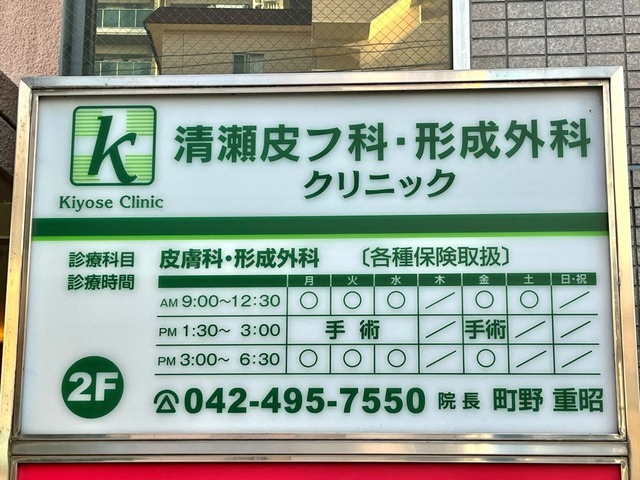 k
Kiyose Clinic
清瀬皮フ科・形成外科
クリニック
診療科目 皮膚科・形成外科 〔各種保険取扱〕
診療時間 月 火 水 木 金 土 日・祝
AM 9:00〜12:30 ○ ○ ○ ／ ○ ○ ／
PM 1:30〜 3:00 手術 ／ 手術 ／ ／
PM 3:00〜 6:30 ○ ○ ○ ／ ○ ／ ／
2F
☎042-495-7550 院長 町野 重昭